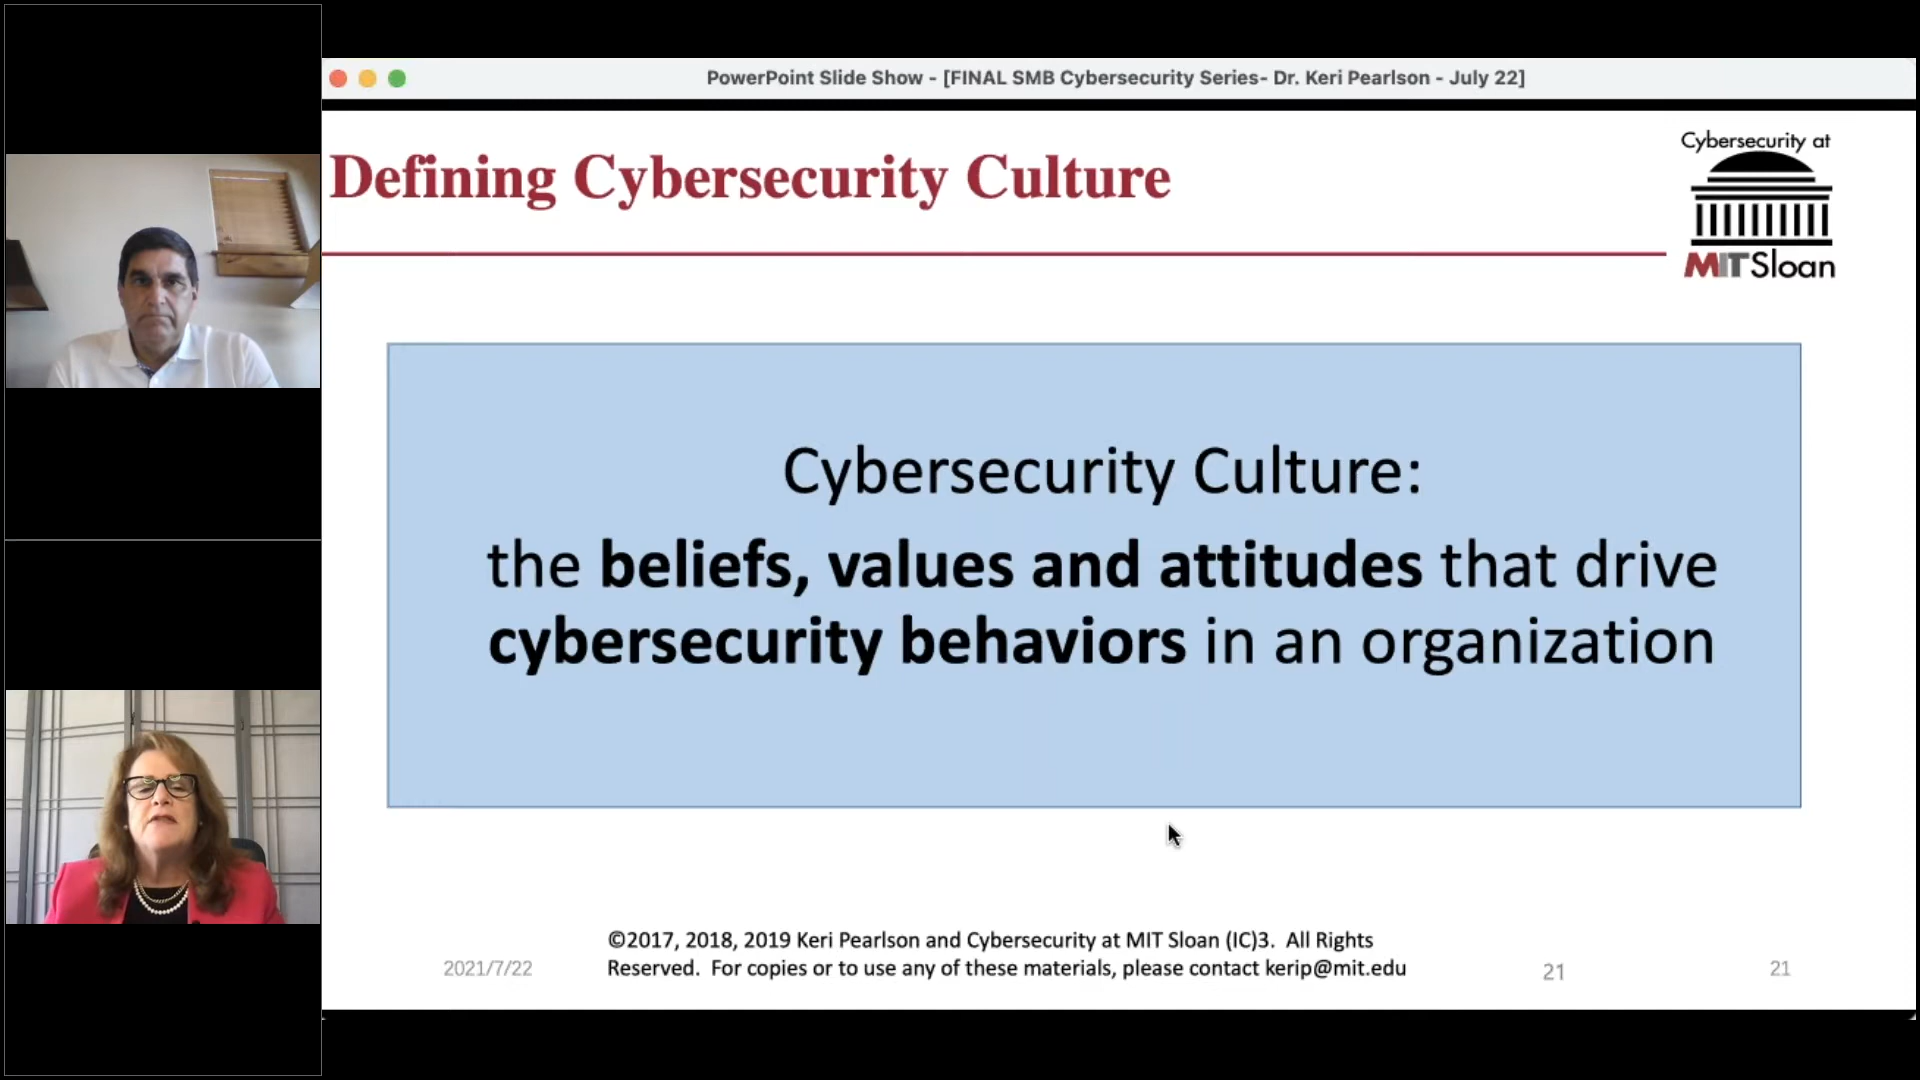 PowerPoint Slide Show - [FINAL SMB Cybersecurity Series- Dr. Keri Pearlson - July 22]
Defining Cybersecurity Culture
Cybersecurity at
MIT Sloan
Cybersecurity Culture:
the beliefs, values and attitudes that drive
cybersecurity behaviors in an organization
©2017, 2018, 2019 Keri Pearlson and Cybersecurity at MIT Sloan (IC)3. All Rights
Reserved. For copies or to use any of these materials, please contact kerip@mit.edu
2021/7/22
21
21